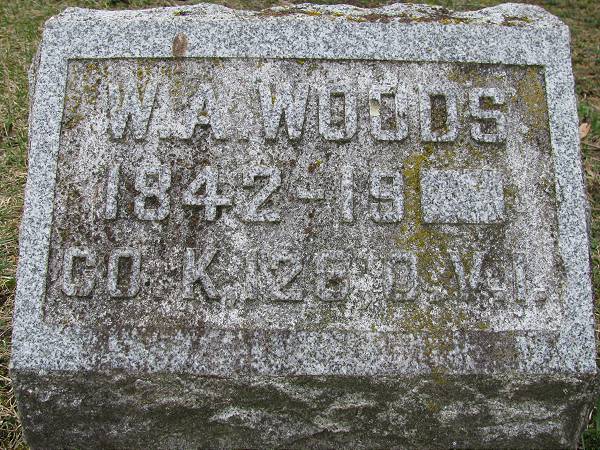 W. A. WOODS.
1842-19
CO. K. 126 O. V. I.